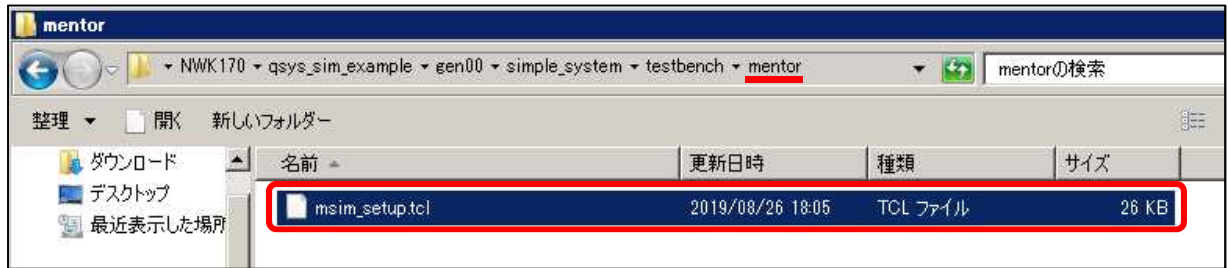 mentor
NWK170 qsys_sim_example gen00 simple_system testbench mentor mentorの検索
整理 開く 新しいフォルダー
ダウンロード 名前 更新日時 種類 サイズ
デスクトップ msim_setup.tcl 2019/08/26 18:05 TCL ファイル 26 KB
最近表示した場所